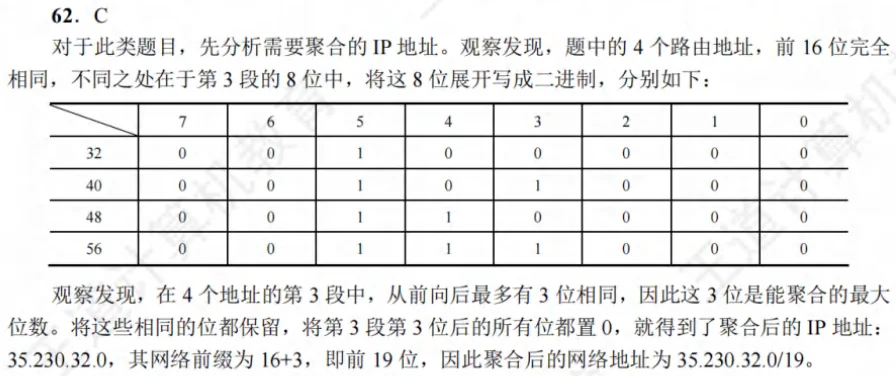 62. C
对于此类题目，先分析需要聚合的 IP 地址。观察发现，题中的 4 个路由地址，前 16 位完全
相同，不同之处在于第 3 段的 8 位中，将这 8 位展开写成二进制，分别如下：
7 6 5 4 3 2 1 0
32 0 0 1 0 0 0 0 0
40 0 0 1 0 1 0 0 0
48 0 0 1 1 0 0 0 0
56 0 0 1 1 1 0 0 0
观察发现，在 4 个地址的第 3 段中，从前向后最多有 3 位相同，因此这 3 位是能聚合的最大
位数。将这些相同的位都保留，将第 3 段第 3 位后的所有位都置 0，就得到了聚合后的 IP 地址：
35.230.32.0，其网络前缀为 16+3，即前 19 位，因此聚合后的网络地址为 35.230.32.0/19。
王道计算机教育